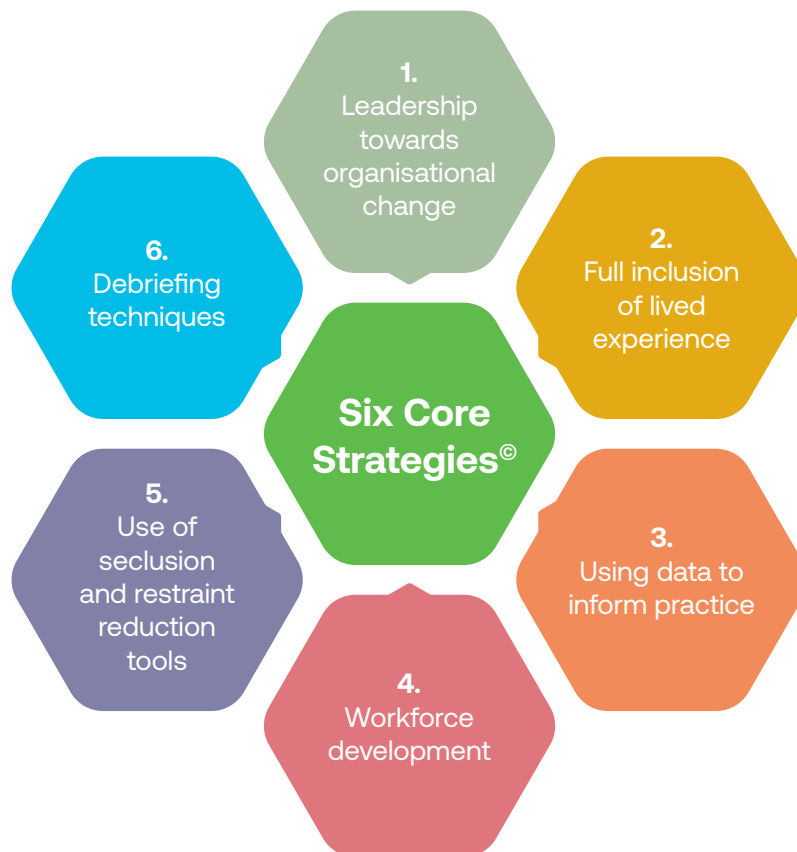 1.
Leadership
towards
organisational
change
2.
Full inclusion
of lived
experience
3.
Using data to
inform practice
4.
Workforce
development
5.
Use of
seclusion
and restraint
reduction
tools
6.
Debriefing
techniques
Six Core
Strategies©